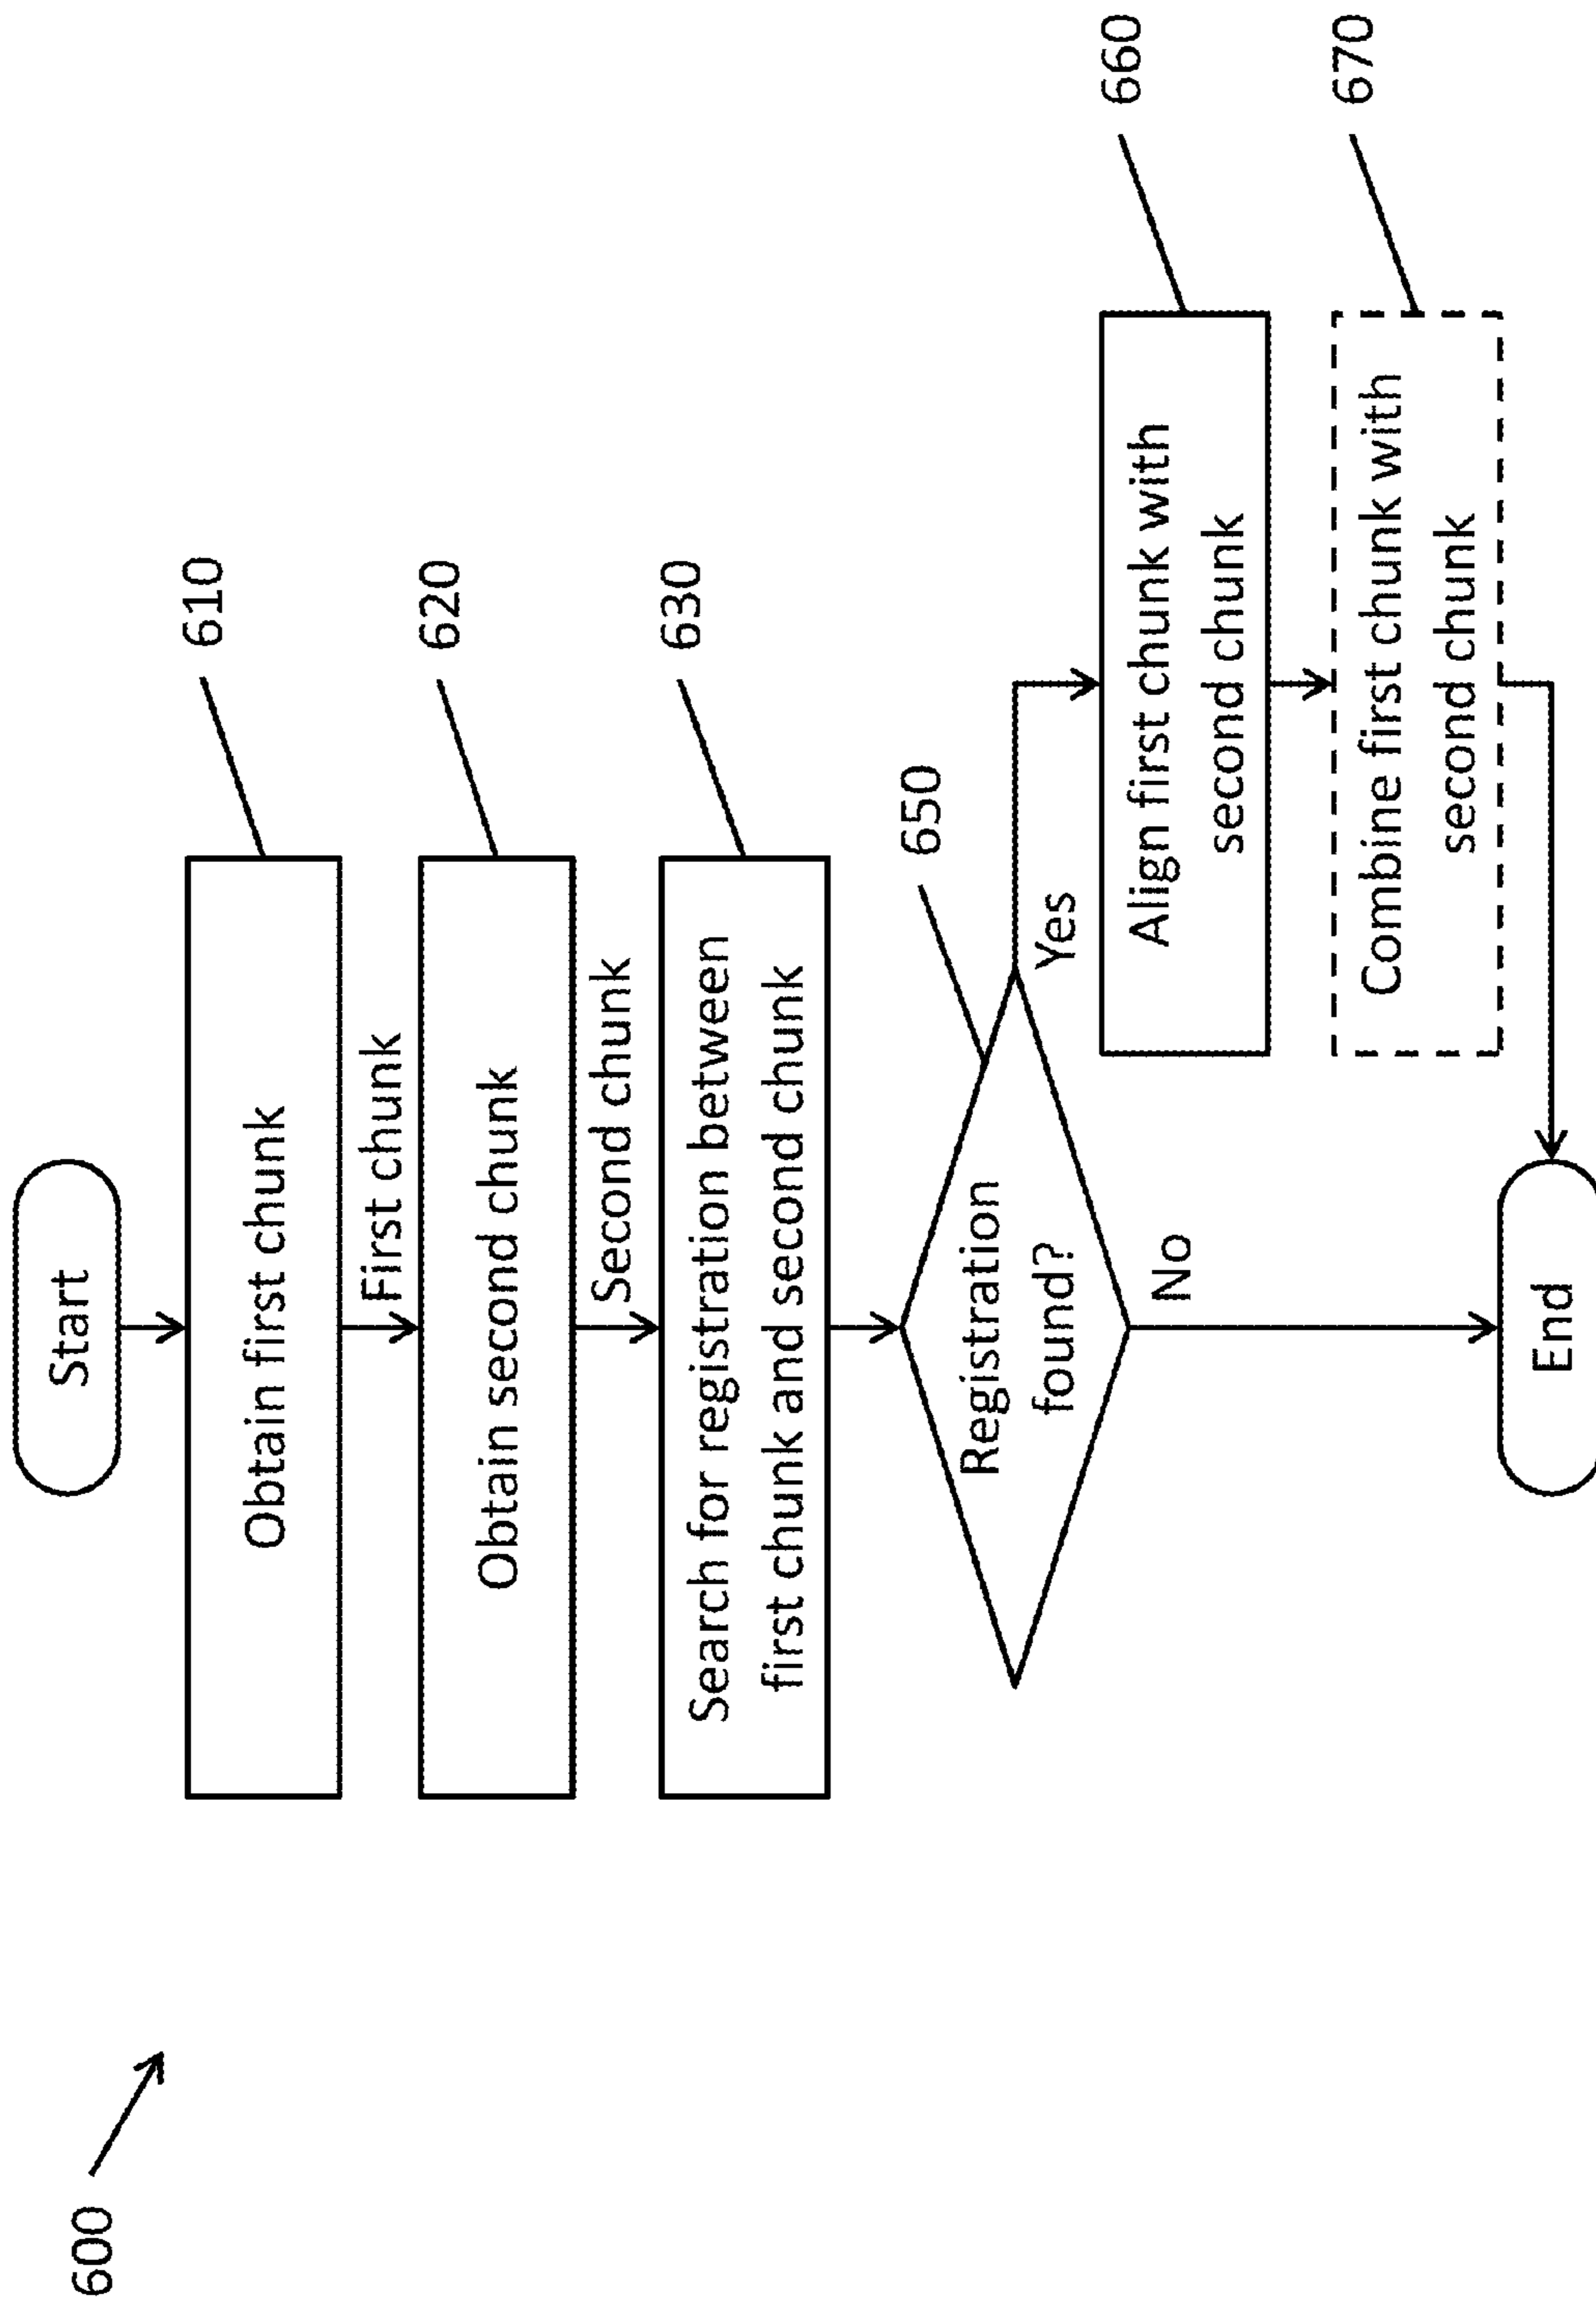 600
Start
Obtain first chunk
610
First chunk
Obtain second chunk
620
Second chunk
Search for registration between
first chunk and second chunk
630
Registration
found?
650
Yes
No
Align first chunk with
second chunk
660
Combine first chunk with
second chunk
670
End